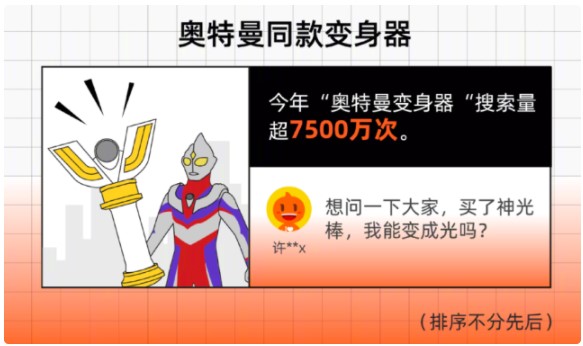 奥特曼同款变身器
今年“奥特曼变身器“搜索量
超7500万次。
想问一下大家，买了神光
棒，我能变成光吗？
许**x
（排序不分先后）